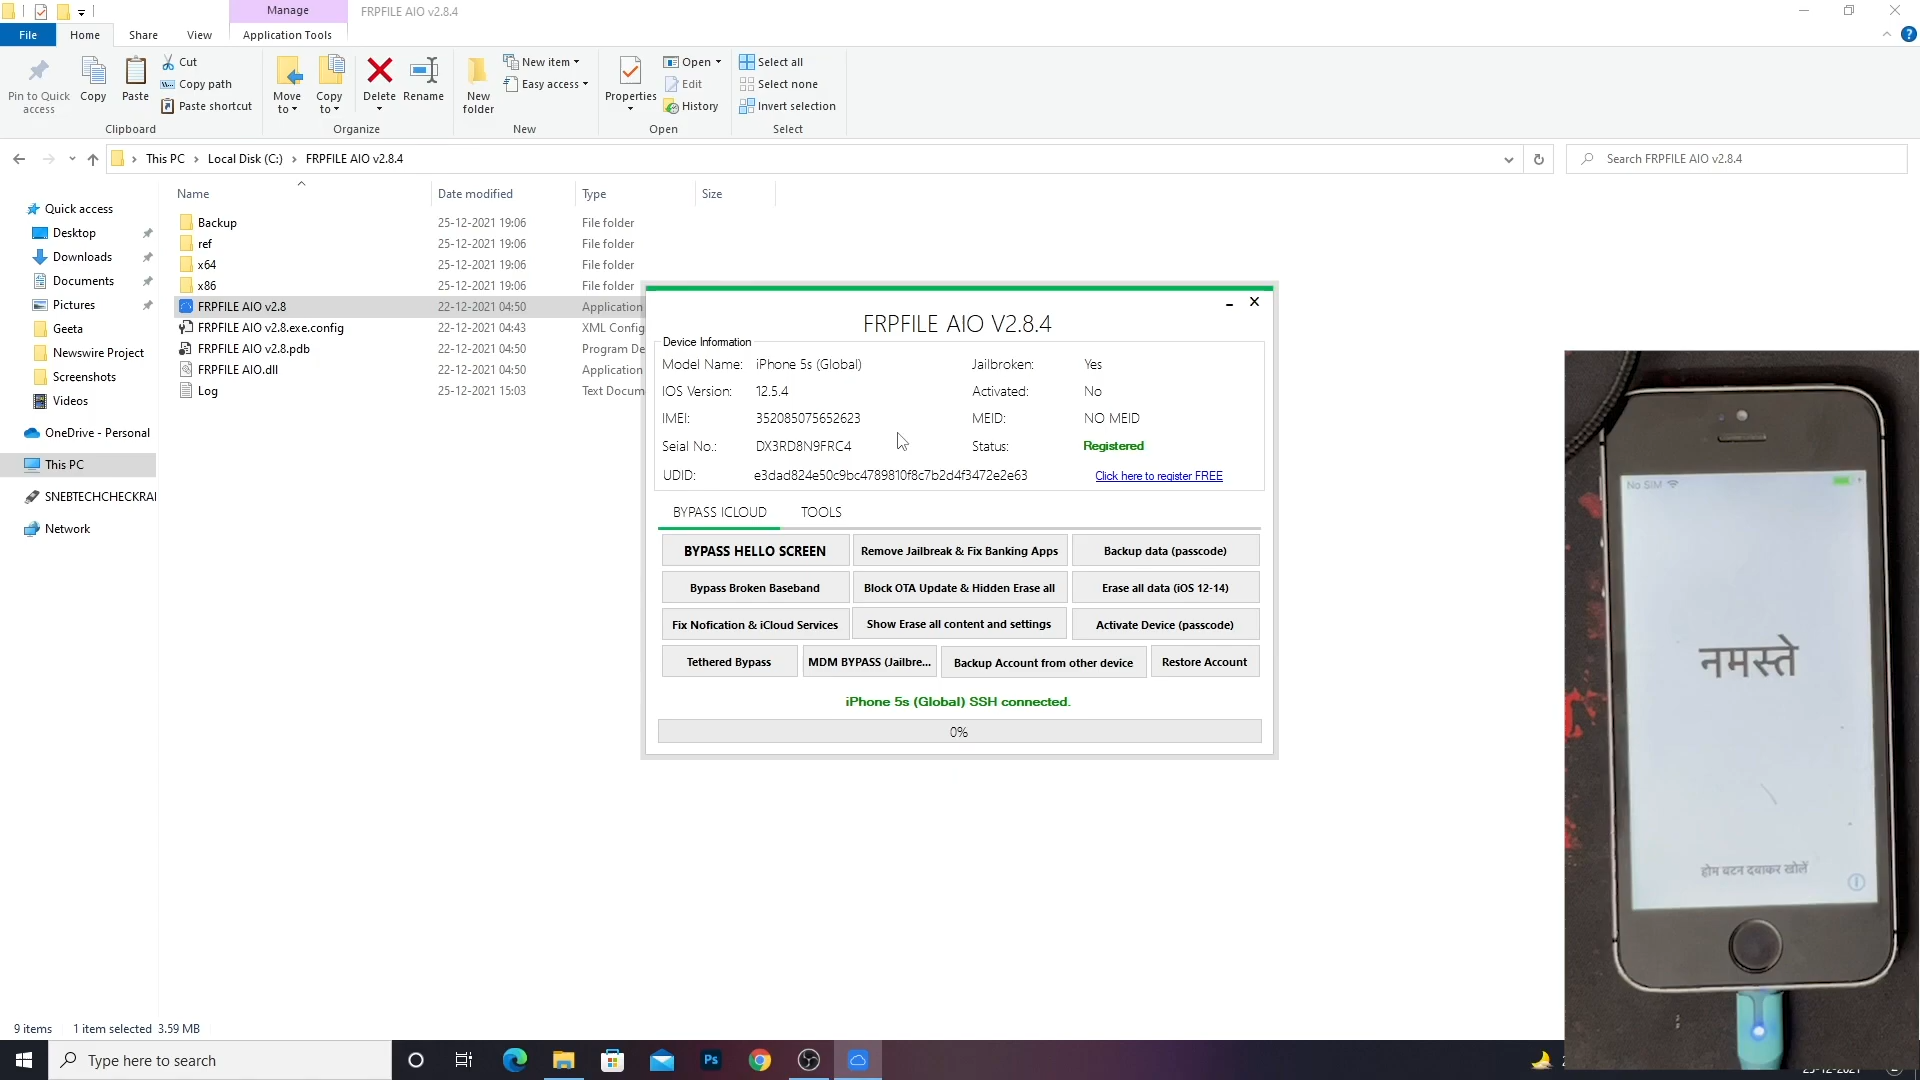 Manage
FRPFILE AIO v2.8.4
File
Home
Share
View
Application Tools
Pin to Quick access
Copy
Paste
Cut
Copy path
Paste shortcut
Clipboard
Move to
Copy to
Delete
Rename
Organize
New folder
New item
Easy access
New
Properties
Open
Edit
History
Open
Select all
Select none
Invert selection
Select
This PC > Local Disk (C:) > FRPFILE AIO v2.8.4
Search FRPFILE AIO v2.8.4
Quick access
Desktop
Downloads
Documents
Pictures
Geeta
Newswire Project
Screenshots
Videos
OneDrive - Personal
This PC
SNEBTECHCHECKRAI
Network
Name Date modified Type Size
Backup 25-12-2021 19:06 File folder
ref 25-12-2021 19:06 File folder
x64 25-12-2021 19:06 File folder
x86 25-12-2021 19:06 File folder
FRPFILE AIO v2.8 22-12-2021 04:50 Application
FRPFILE AIO v2.8.exe.config 22-12-2021 04:43 XML Config
FRPFILE AIO v2.8.pdb 22-12-2021 04:50 Program De
FRPFILE AIO.dll 22-12-2021 04:50 Application
Log 25-12-2021 15:03 Text Docum
FRPFILE AIO V2.8.4
Device Information
Model Name: iPhone 5s (Global) Jailbroken: Yes
IOS Version: 12.5.4 Activated: No
IMEI: 352085075652623 MEID: NO MEID
Seial No.: DX3RD8N9FRC4 Status: Registered
UDID: e3dad824e50c9bc4789810f8c7b2d4f3472e2e63 Click here to register FREE
BYPASS ICLOUD TOOLS
BYPASS HELLO SCREEN Remove Jailbreak & Fix Banking Apps Backup data (passcode)
Bypass Broken Baseband Block OTA Update & Hidden Erase all Erase all data (iOS 12-14)
Fix Nofication & iCloud Services Show Erase all content and settings Activate Device (passcode)
Tethered Bypass MDM BYPASS (Jailbre... Backup Account from other device Restore Account
iPhone 5s (Global) SSH connected.
0%
No SIM
नमस्ते
होम बटन दबाकर खोलें
9 items 1 item selected 3.59 MB
Type here to search
Ps